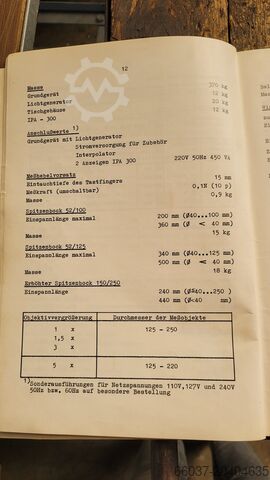 12
Masse
Grundgerät 370 kg
Lichtgenerator 12 kg
Tischgehäuse 20 kg
IPA - 300 12 kg
Anschlußwerte 1)
Grundgerät mit Lichtgenerator
Stromversorgung für Zubehör
Interpolator
2 Anzeigen IPA 300 220V 50Hz 450 VA
Meßhebelvorsatz
Eintauchtiefe des Tastfingers 15 mm
Meßkraft (umschaltbar) 0,1N (10 p)
Masse 0,9 kg
Spitzenbock 52/100
Einspannlänge maximal 200 mm (Ø40...100 mm)
360 mm (Ø < 40 mm)
Masse 15 kg
Spitzenbock 52/125
Einspannlänge maximal 340 mm (Ø40...125 mm)
500 mm (Ø < 40 mm)
Masse 18 kg
Erhöhter Spitzenbock 150/250
Einspannlänge 240 mm (Ø≤40...250 )
440 mm (Ø<40 mm)
Objektivvergrößerung Durchmesser der Meßobjekte
1 x 125 - 250
1,5 x
3 x
5 x 125 - 220
1)Sonderausführungen für Netzspannungen 110V,127V und 240V
50Hz bzw. 60Hz auf besondere Bestellung